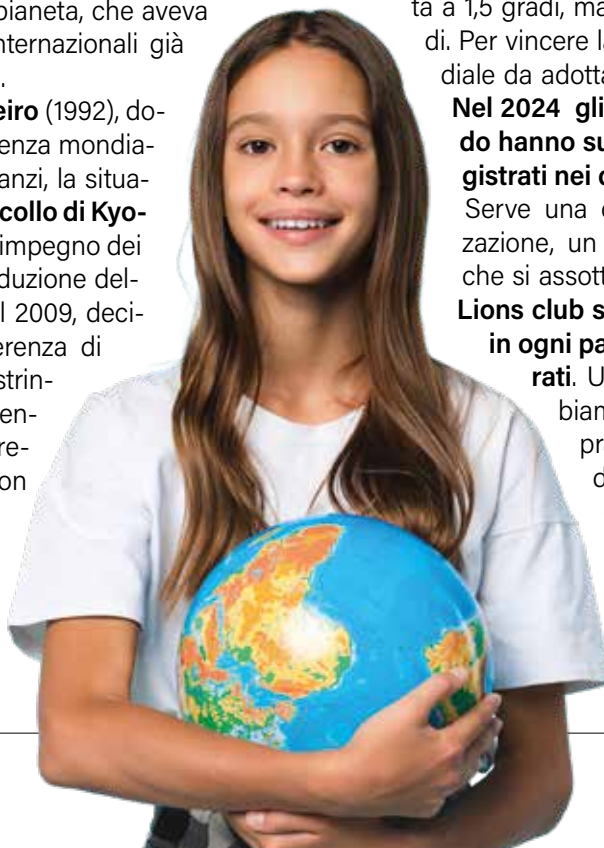 pianeta, che aveva
nternazionali già
.
eiro (1992), do-
enza mondia-
anzi, la situa-
collo di Kyo-
impegno dei
duzione del-
l 2009, deci-
erenza di
strin-
en-
re-
on
ta a 1,5 gradi, ma
di. Per vincere la
diale da adotta
Nel 2024 gli
do hanno su
gistrati nei
Serve una
zazione, un
che si assott
Lions club s
in ogni pa
rati. U
bian
pr
d